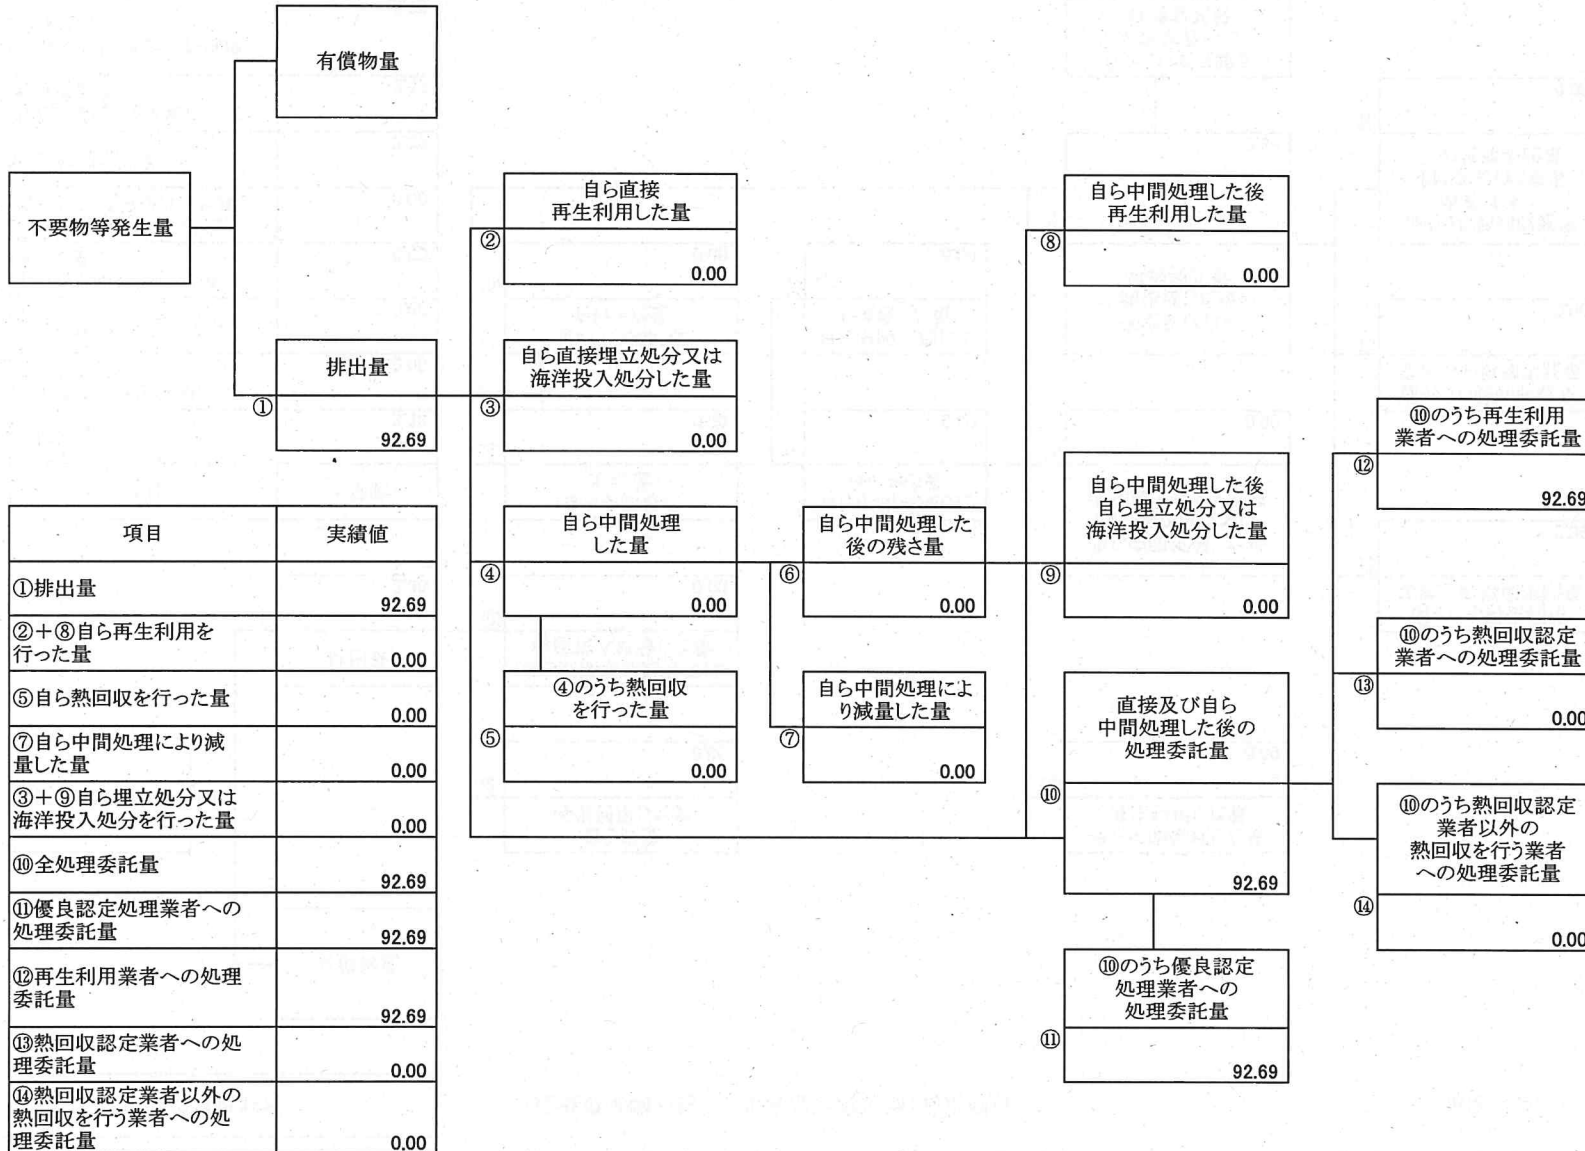 有償物量
不要物等発生量
自ら直接
再生利用した量
②
0.00
自ら中間処理した後
再生利用した量
⑧
0.00
排出量
①
92.69
自ら直接埋立処分又は
海洋投入処分した量
③
0.00
自ら中間処理
した量
④
0.00
自ら中間処理した
後の残さ量
⑥
0.00
自ら中間処理した後
自ら埋立処分又は
海洋投入処分した量
⑨
0.00
④のうち熱回収
を行った量
⑤
0.00
自ら中間処理によ
り減量した量
⑦
0.00
直接及び自ら
中間処理した後の
処理委託量
⑩
92.69
⑩のうち優良認定
処理業者への
処理委託量
⑪
92.69
⑩のうち再生利用
業者への処理委託量
⑫
92.69
⑩のうち熱回収認定
業者への処理委託量
⑬
0.00
⑩のうち熱回収認定
業者以外の
熱回収を行う業者
への処理委託量
⑭
0.00
項目 実績値
①排出量
92.69
②+⑧自ら再生利用を
行った量
0.00
⑤自ら熱回収を行った量
0.00
⑦自ら中間処理により減
量した量
0.00
③+⑨自ら埋立処分又は
海洋投入処分を行った量
0.00
⑩全処理委託量
92.69
⑪優良認定処理業者への
処理委託量
92.69
⑫再生利用業者への処理
委託量
92.69
⑬熱回収認定業者への処
理委託量
0.00
⑭熱回収認定業者以外の
熱回収を行う業者への処
理委託量
0.00